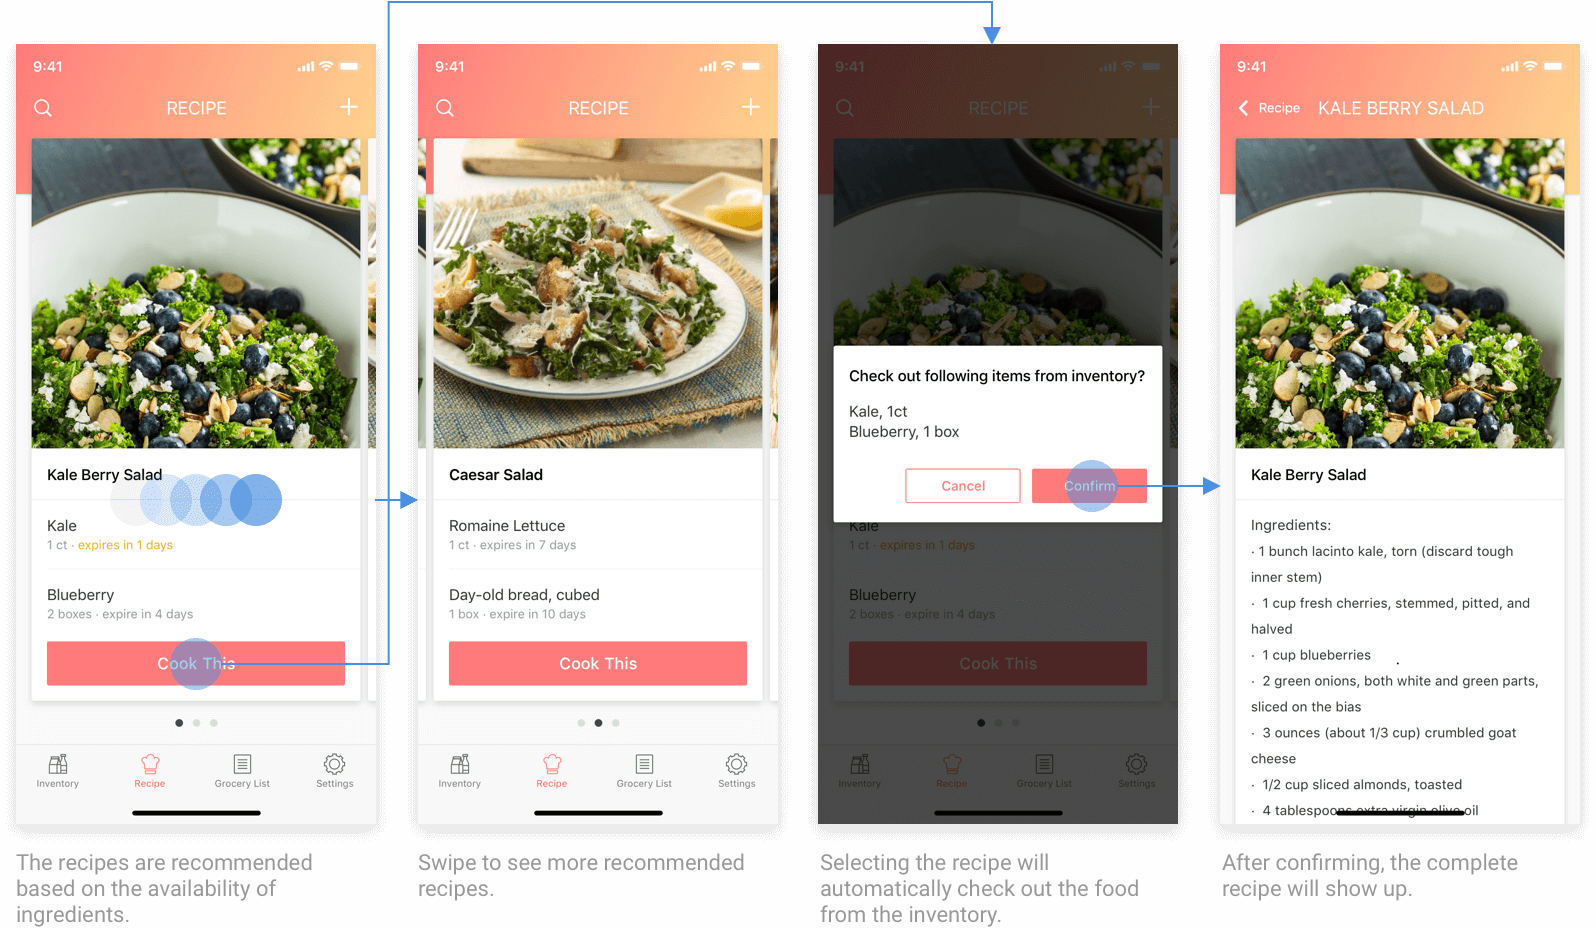 9:41
RECIPE
Kale Berry Salad
Kale
1 ct · expires in 1 days
Blueberry
2 boxes · expire in 4 days
Cook This
Inventory
Recipe
Grocery List
Settings
The recipes are recommended
based on the availability of
ingredients.
9:41
RECIPE
Caesar Salad
Romaine Lettuce
1 ct · expires in 7 days
Day-old bread, cubed
1 box · expire in 10 days
Cook This
Inventory
Recipe
Grocery List
Settings
Swipe to see more recommended
recipes.
9:41
RECIPE
Check out following items from inventory?
Kale, 1ct
Blueberry, 1 box
Cancel
Confirm
Kale
1 ct · expires in 1 days
Blueberry
2 boxes · expire in 4 days
Cook This
Inventory
Recipe
Grocery List
Settings
Selecting the recipe will
automatically check out the food
from the inventory.
9:41
Recipe KALE BERRY SALAD
Kale Berry Salad
Ingredients:
· 1 bunch lacinto kale, torn (discard tough
inner stem)
· 1 cup fresh cherries, stemmed, pitted, and
halved
· 1 cup blueberries
· 2 green onions, both white and green parts,
sliced on the bias
· 3 ounces (about 1/3 cup) crumbled goat
cheese
· 1/2 cup sliced almonds, toasted
· 4 tablespoons extra virgin olive oil
After confirming, the complete
recipe will show up.